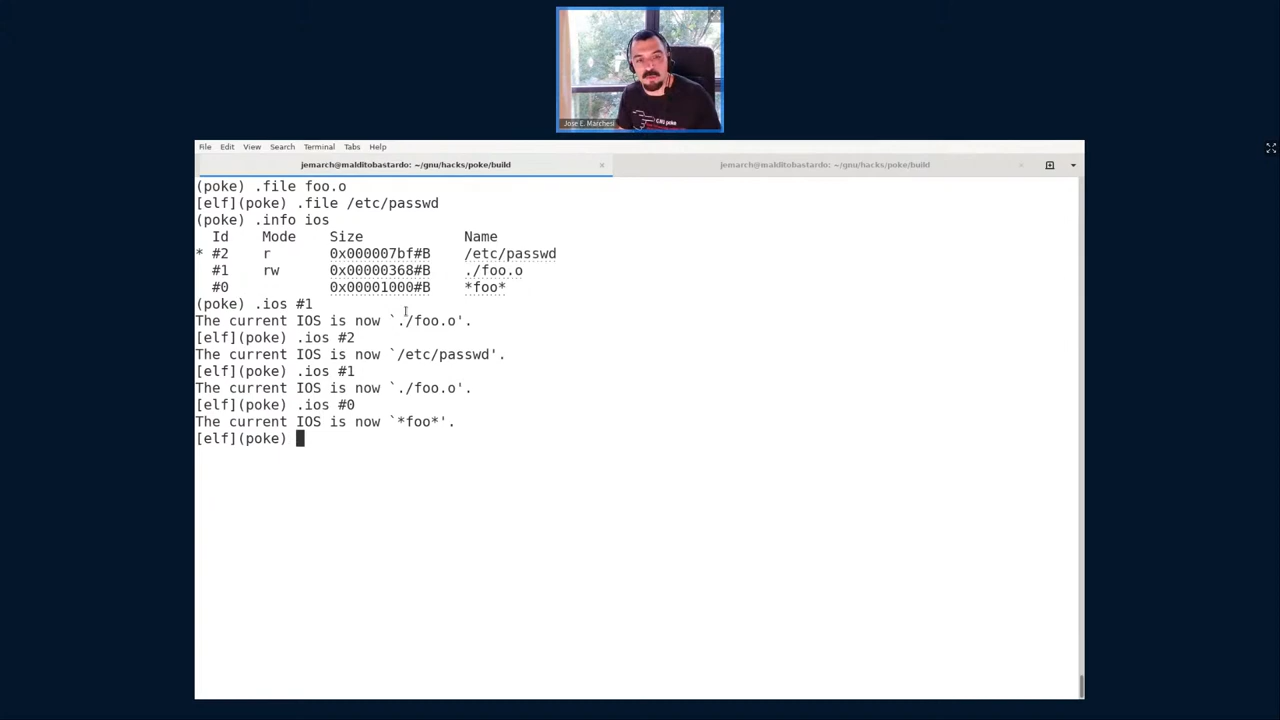 Jose E. Marchesi
GNU poke
File Edit View Search Terminal Tabs Help
jemarch@malditobastardo: ~/gnu/hacks/poke/build × jemarch@malditobastardo: ~/gnu/hacks/poke/build ×
(poke) .file foo.o
[elf](poke) .file /etc/passwd
(poke) .info ios
Id Mode Size Name
* #2 r 0x000007bf#B /etc/passwd
#1 rw 0x00000368#B ./foo.o
#0 0x00001000#B *foo*
(poke) .ios #1
The current IOS is now `./foo.o'.
[elf](poke) .ios #2
The current IOS is now `/etc/passwd'.
[elf](poke) .ios #1
The current IOS is now `./foo.o'.
[elf](poke) .ios #0
The current IOS is now `*foo*'.
[elf](poke)